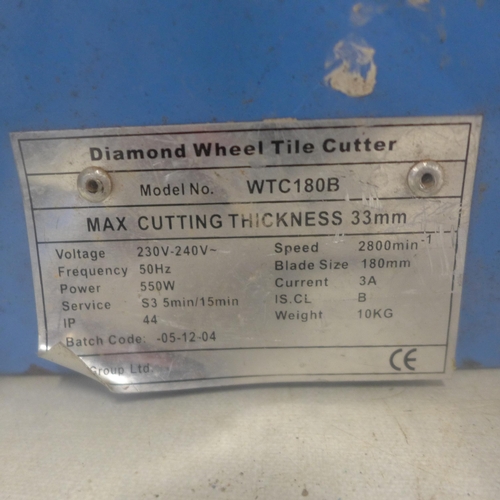 Diamond Wheel Tile Cutter
Model No. WTC180B
MAX CUTTING THICKNESS 33mm
Voltage 230V-240V~ Speed 2800min-1
Frequency 50Hz Blade Size 180mm
Power 550W Current 3A
Service S3 5min/15min IS.CL B
IP 44 Weight 10KG
Batch Code: -05-12-04
Group Ltd. CE